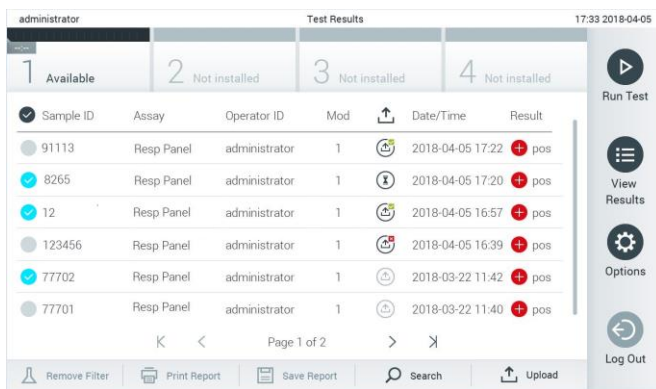 administrator Test Results 17:33 2018-04-05
1 Available 2 Not installed 3 Not installed 4 Not installed
Run Test
Sample ID Assay Operator ID Mod Date/Time Result
91113 Resp Panel administrator 1 2018-04-05 17:22 pos
8265 Resp Panel administrator 1 2018-04-05 17:20 pos
View
Results
12 Resp Panel administrator 1 2018-04-05 16:57 pos
123456 Resp Panel administrator 1 2018-04-05 16:39 pos
Options
77702 Resp Panel administrator 1 2018-03-22 11:42 pos
77701 Resp Panel administrator 1 2018-03-22 11:40 pos
Page 1 of 2
Log Out
Remove Filter Print Report Save Report Search Upload